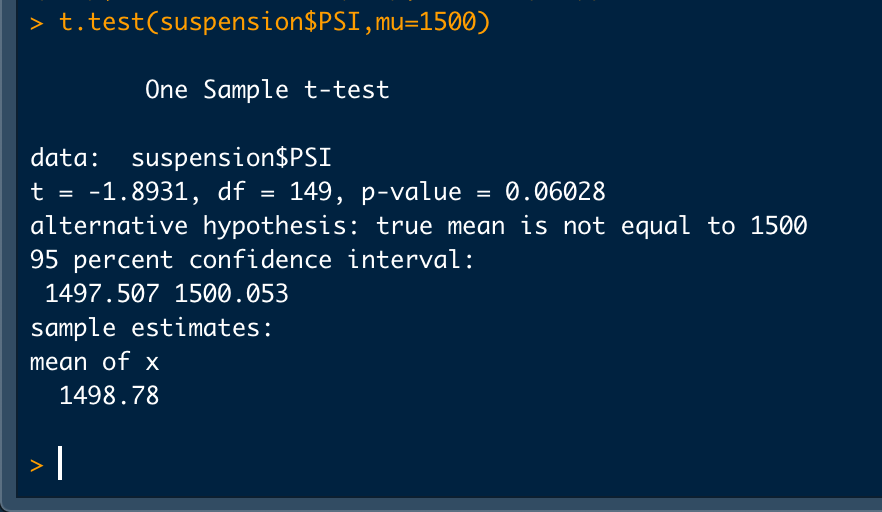 > t.test(suspension$PSI,mu=1500)
One Sample t-test
data:  suspension$PSI
t = -1.8931, df = 149, p-value = 0.06028
alternative hypothesis: true mean is not equal to 1500
95 percent confidence interval:
1497.507 1500.053
sample estimates:
mean of x
1498.78
>